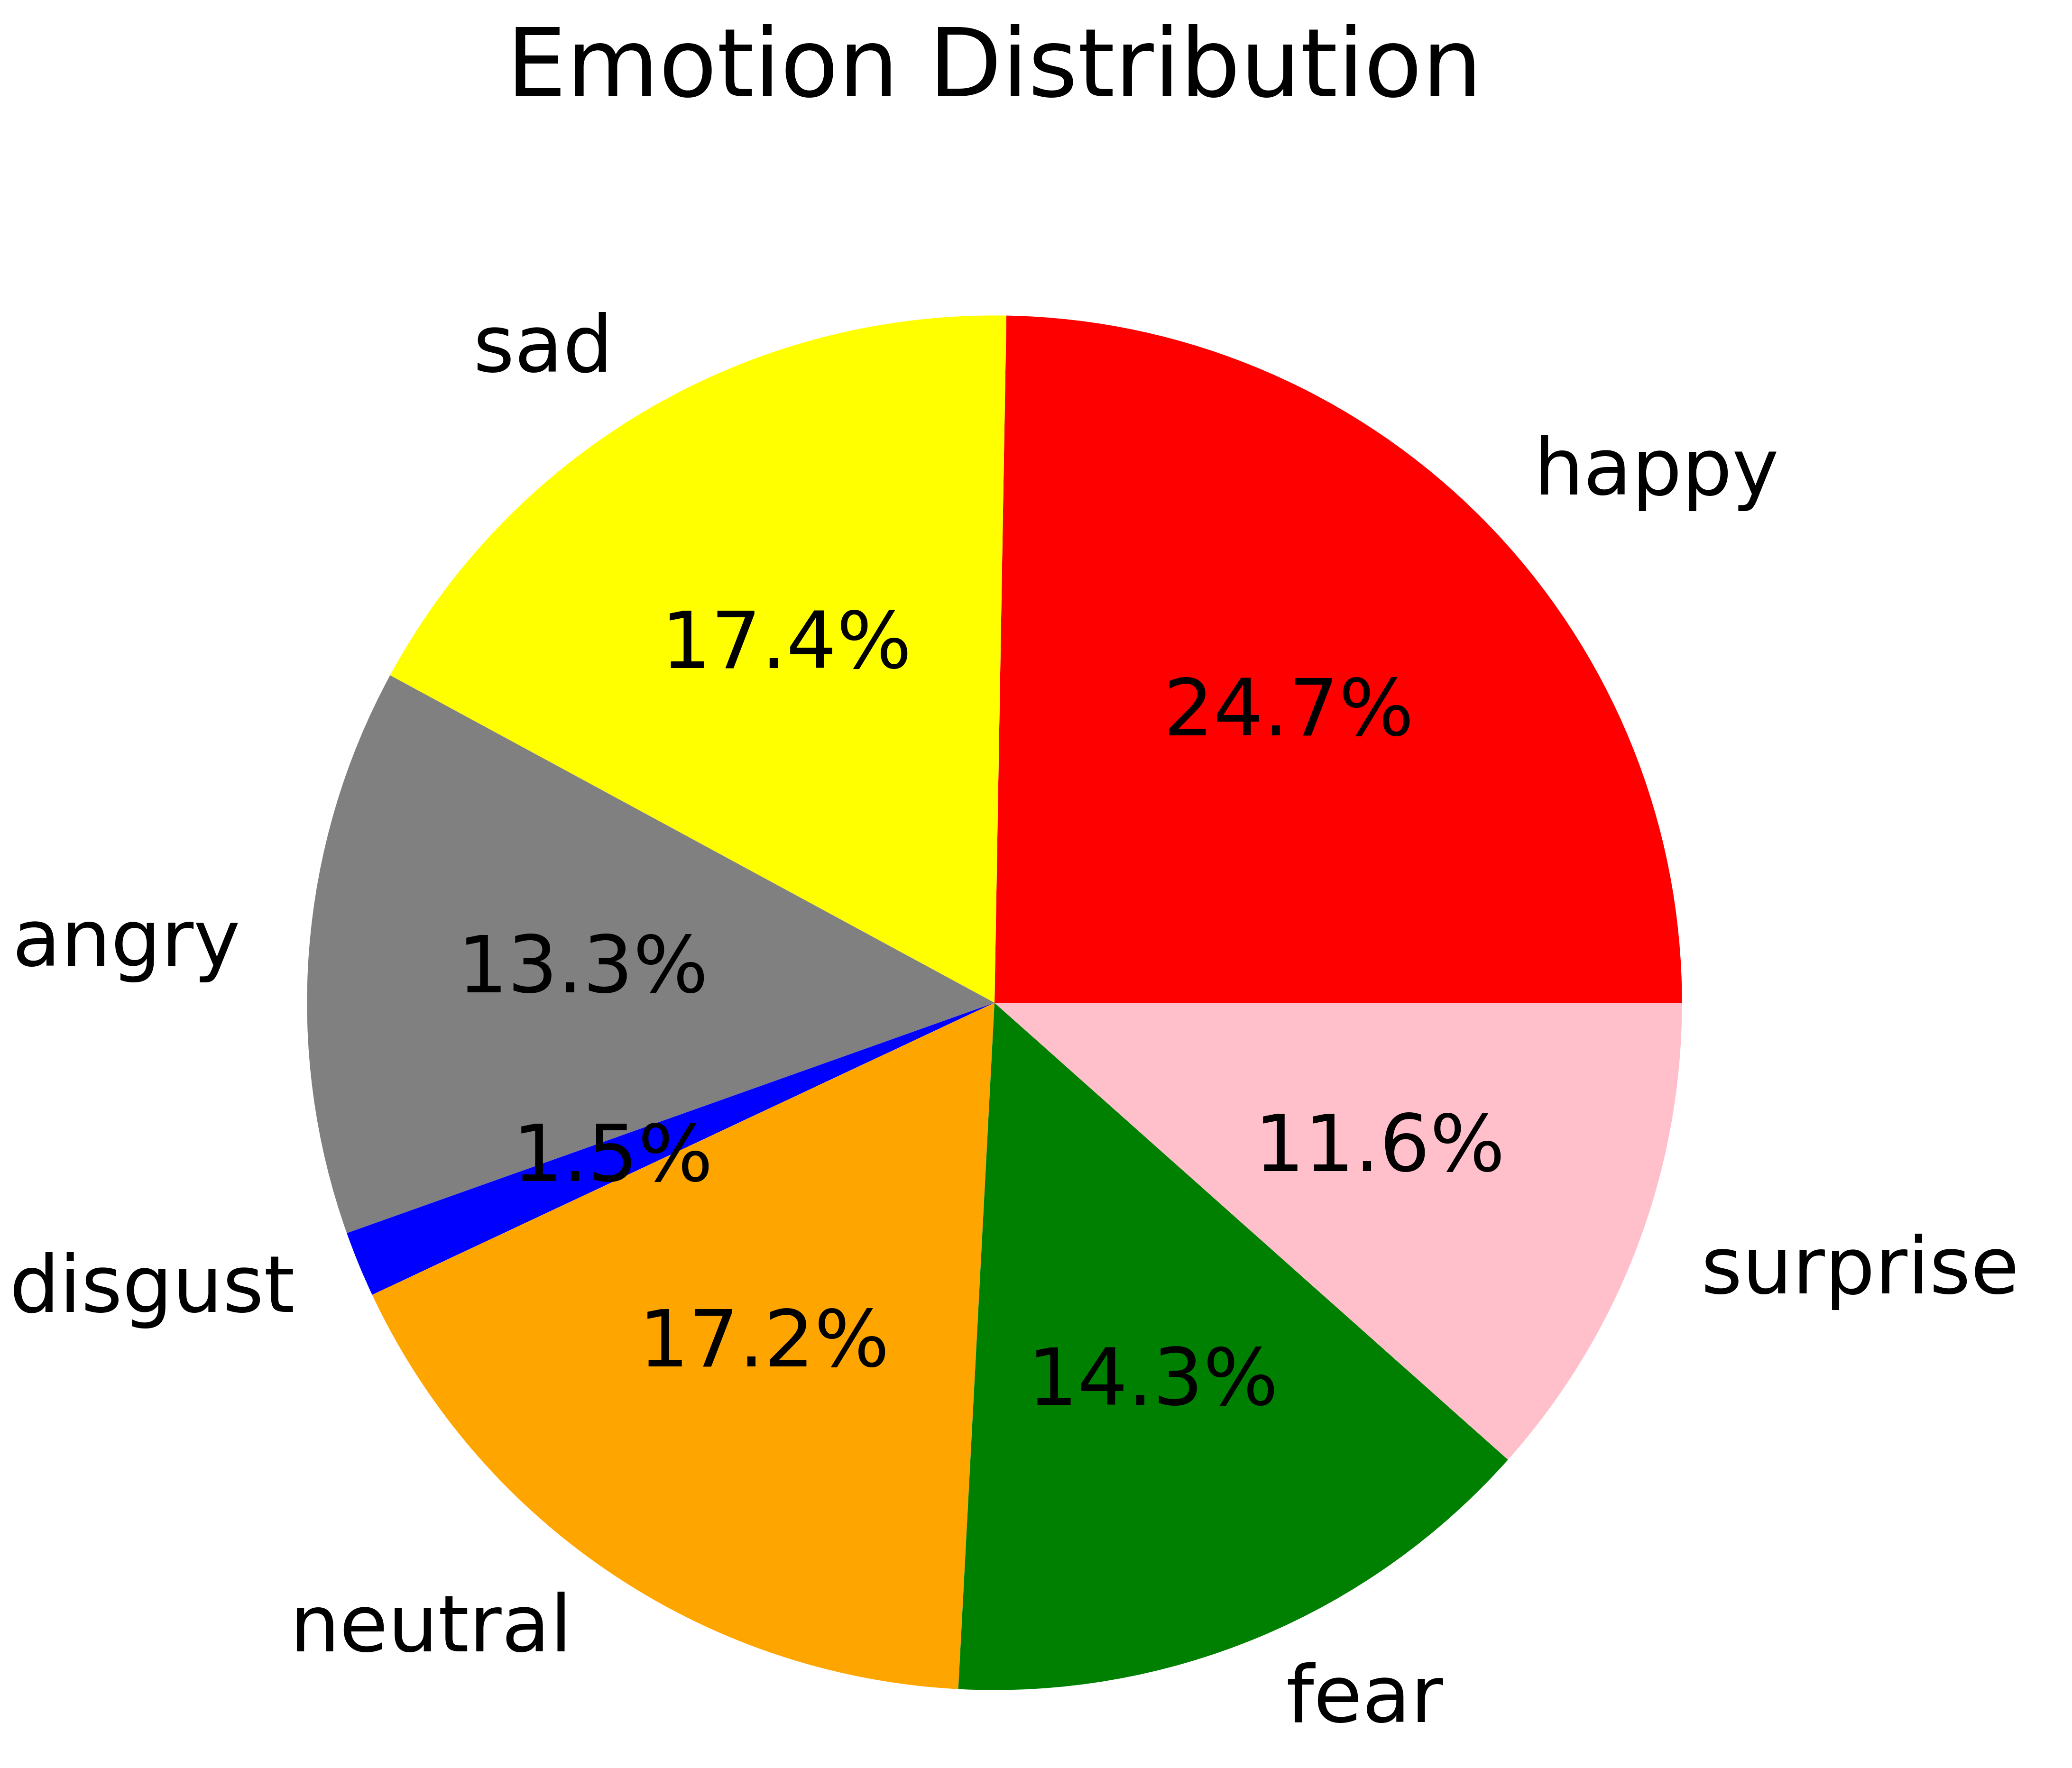 Emotion Distribution
sad
happy
17.4%
24.7%
angry
13.3%
1.5%
11.6%
disgust
surprise
17.2%
14.3%
neutral
fear